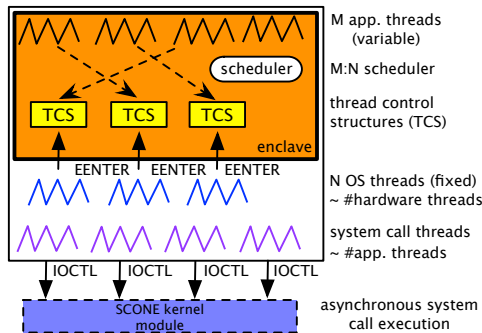 M app. threads
(variable)
scheduler
M:N scheduler
TCS
TCS
TCS
thread control
structures (TCS)
enclave
EENTER
EENTER
EENTER
N OS threads (fixed)
~ #hardware threads
system call threads
~ #app. threads
IOCTL
IOCTL
IOCTL
IOCTL
SCONE kernel
module
asynchronous system
call execution